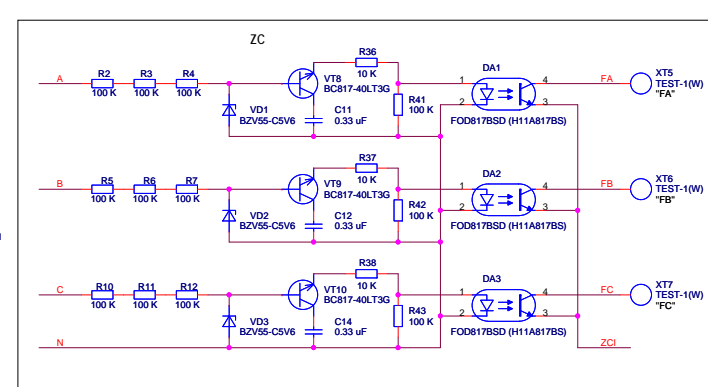 ZC
A
R2
100 K
R3
100 K
R4
100 K
VD1
BZV55-C5V6
VT8
BC817-40LT3G
C11
0.33 uF
R36
10 K
R41
100 K
DA1
1
2
4
3
FOD817BSD (H11A817BS)
FA
XT5
TEST-1(W)
"FA"
B
R5
100 K
R6
100 K
R7
100 K
VD2
BZV55-C5V6
VT9
BC817-40LT3G
C12
0.33 uF
R37
10 K
R42
100 K
DA2
1
2
4
3
FOD817BSD (H11A817BS)
FB
XT6
TEST-1(W)
"FB"
C
R10
100 K
R11
100 K
R12
100 K
VD3
BZV55-C5V6
VT10
BC817-40LT3G
C14
0.33 uF
R38
10 K
R43
100 K
DA3
1
2
4
3
FOD817BSD (H11A817BS)
FC
XT7
TEST-1(W)
"FC"
N
ZCI